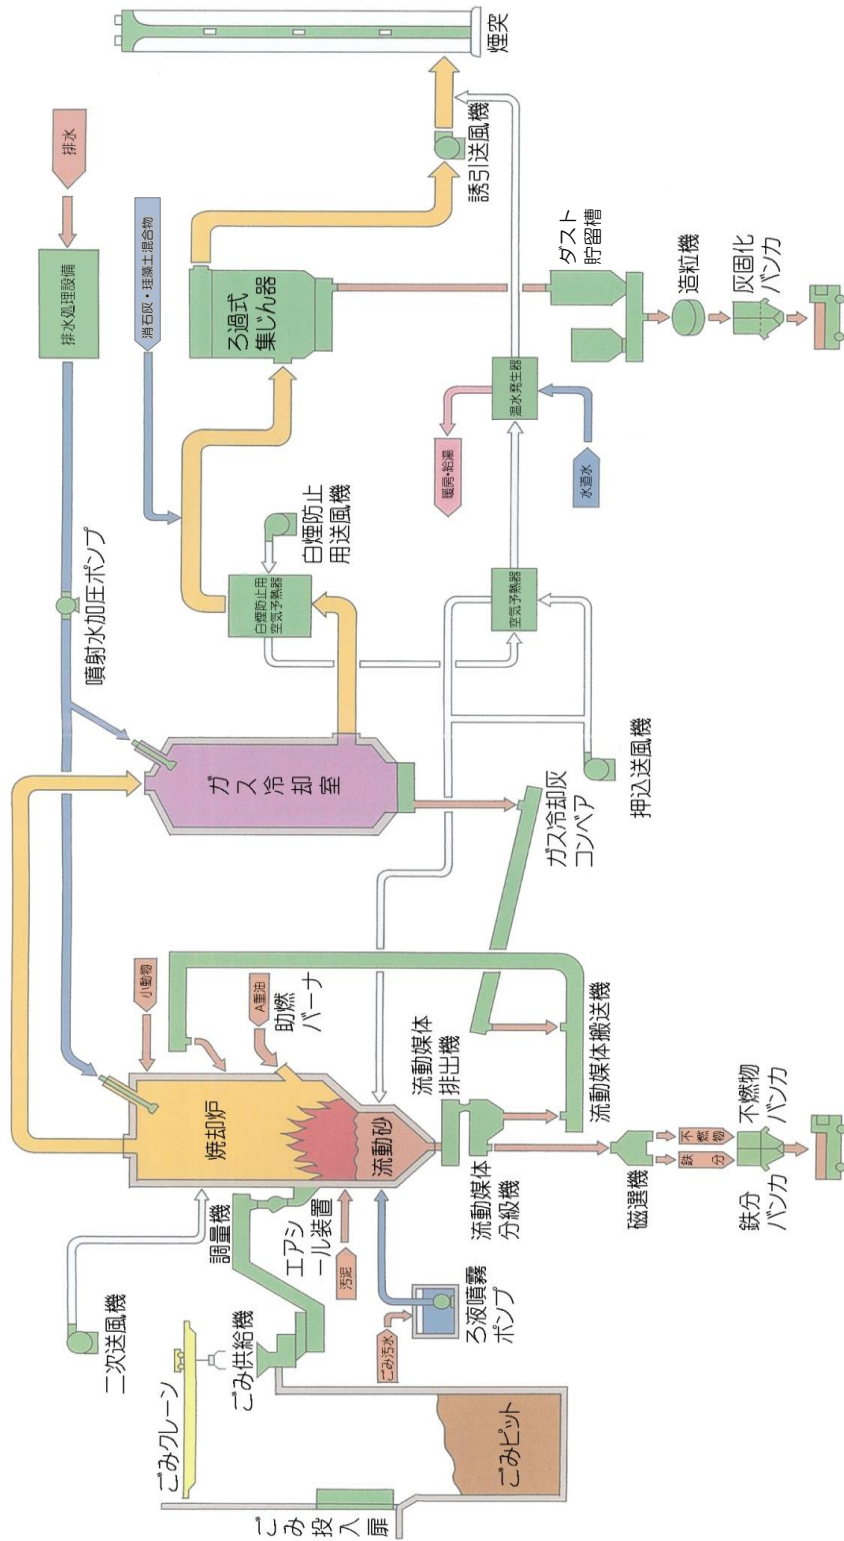 ごみ投入扉
ごみピット
ごみクレーン
ごみ供給機
二次送風機
調量機
エアシ
ール装置
汚泥
ごみ汚水
ろ液噴霧
ポンプ
焼却炉
流動砂
小動物
A重油
助燃
バーナ
流動媒体
排出機
流動媒体
分級機
流動媒体搬送機
磁選機
鉄分
不燃物
鉄分
バンカ
不燃物
バンカ
ガス冷却室
ガス冷却灰
コンベア
噴射水加圧ポンプ
押込送風機
白煙防止用
空気予熱器
白煙防止
用送風機
空気予熱器
温水発生器
暖房・給湯
水道水
排水
排水処理設備
消石灰・珪藻土混合物
ろ過式
集じん器
ダスト
貯留槽
造粒機
灰固化
バンカ
誘引送風機
煙突